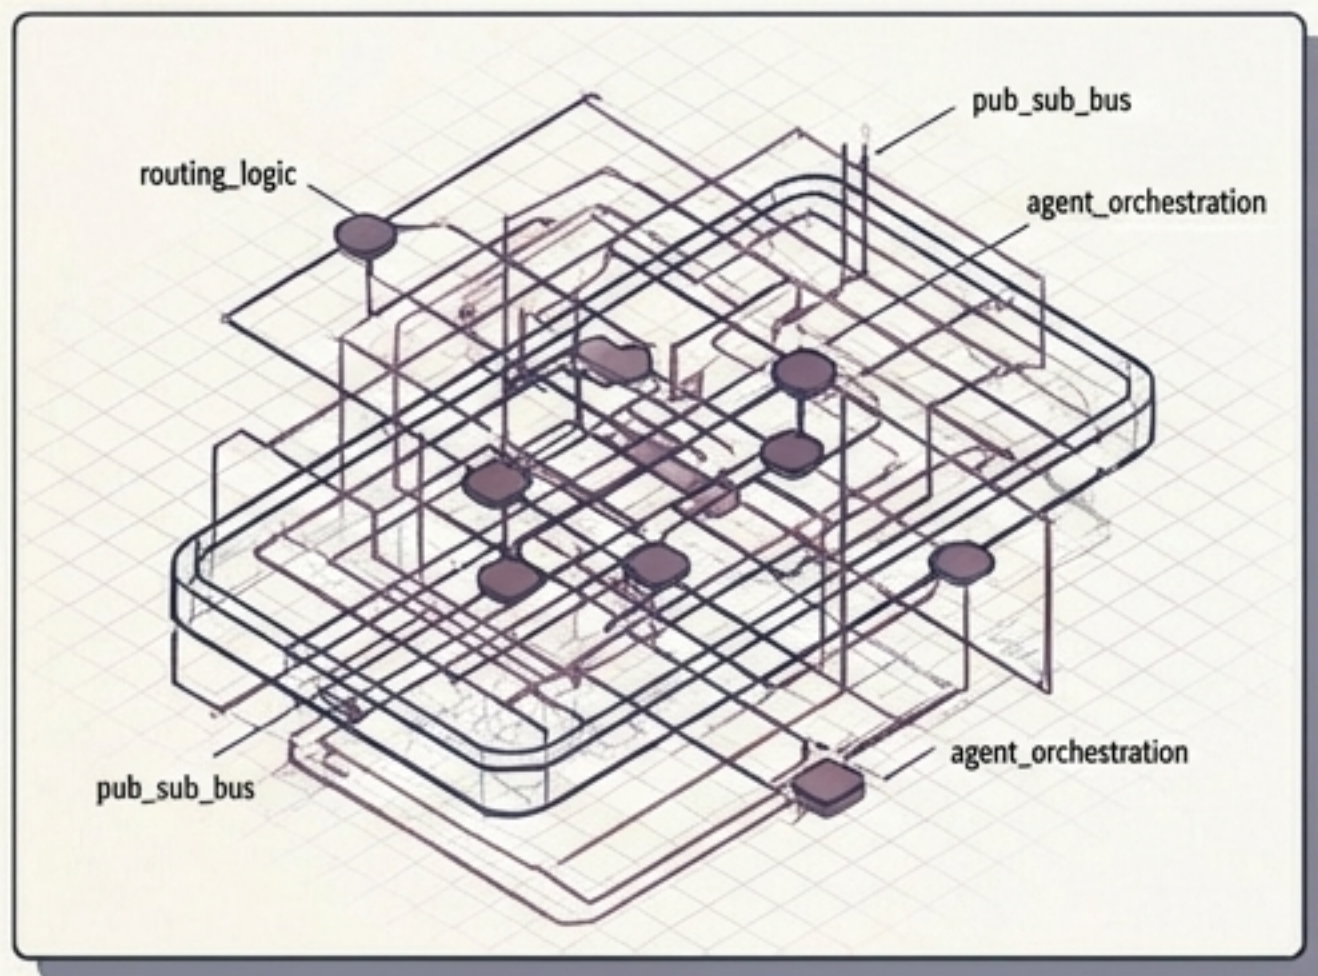 pub_sub_bus
routing_logic
agent_orchestration
agent_orchestration
pub_sub_bus